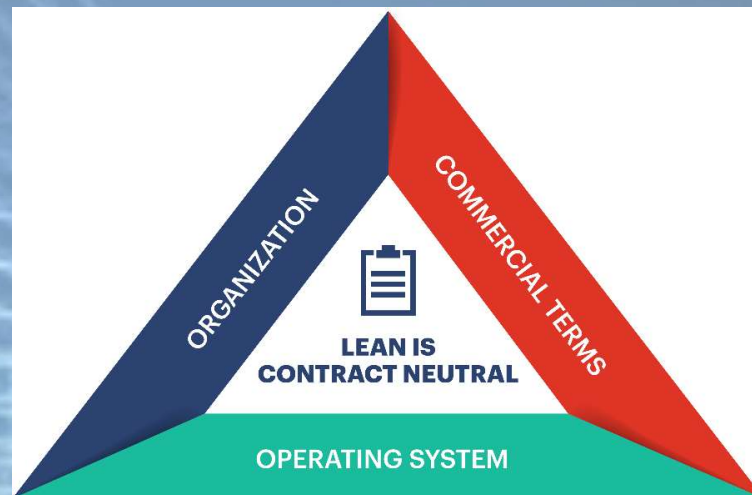 ORGANIZATION
COMMERCIAL TERMS
LEAN IS
CONTRACT NEUTRAL
OPERATING SYSTEM